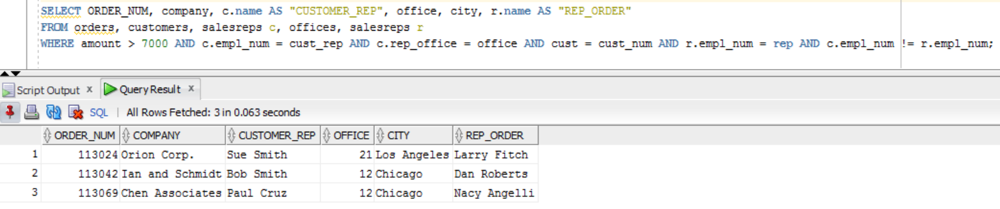 SELECT ORDER_NUM, company, c.name AS "CUSTOMER_REP", office, city, r.name AS "REP_ORDER"
FROM orders, customers, salesreps c, offices, salesreps r
WHERE amount > 7000 AND c.empl_num = cust_rep AND c.rep_office = office AND cust = cust_num AND r.empl_num = rep AND c.empl_num != r.empl_num;
Script Output x Query Result x
SQL | All Rows Fetched: 3 in 0.063 seconds
ORDER_NUM COMPANY CUSTOMER_REP OFFICE CITY REP_ORDER
1 113024 Orion Corp. Sue Smith 21 Los Angeles Larry Fitch
2 113042 Ian and Schmidt Bob Smith 12 Chicago Dan Roberts
3 113069 Chen Associates Paul Cruz 12 Chicago Nacy Angelli